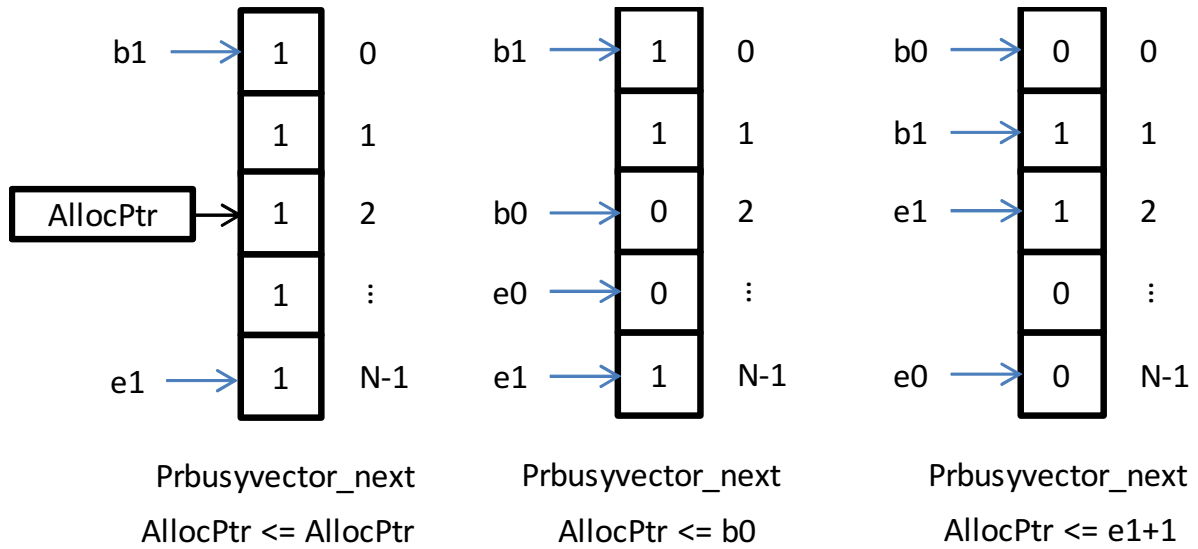 b1 1 0 b1 1 0 b0 0 0
1 1 1 1 b1 1 1
AllocPtr 1 2 b0 0 2 e1 1 2
1 ⋮ e0 0 ⋮ 0 ⋮
e1 1 N-1 e1 1 N-1 e0 0 N-1
Prbusyvector_next Prbusyvector_next Prbusyvector_next
AllocPtr <= AllocPtr AllocPtr <= b0 AllocPtr <= e1+1